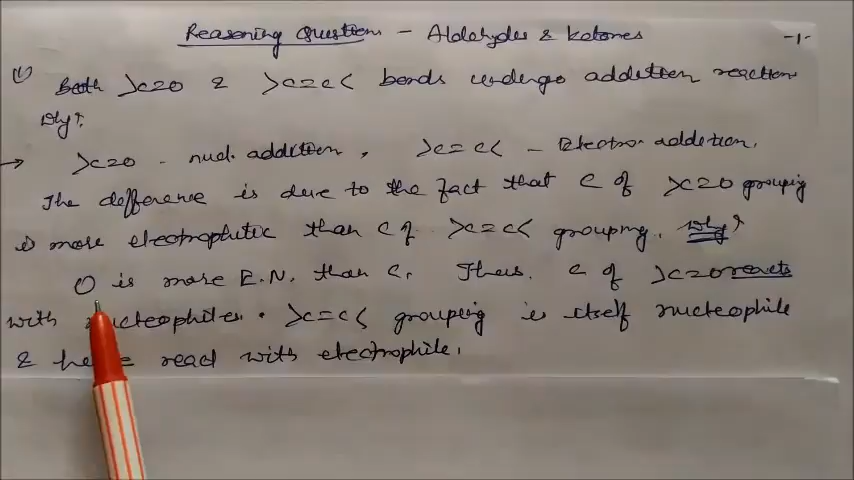 Reasoning Questions - Aldehydes & ketones -1-
(1) Both >C=O & >C=C< bonds undergo addition reaction
Why?
→ >C=O - nucl. addition, >C=C< - Electro. addition.
The difference is due to the fact that C of >C=O grouping
is more electrophilic than C of >C=C< grouping. Why?
O is more E.N. than C. Thus. C of >C=O reacts
with nucleophiles. >C=C< grouping is itself nucleophile
& hence react with electrophile.